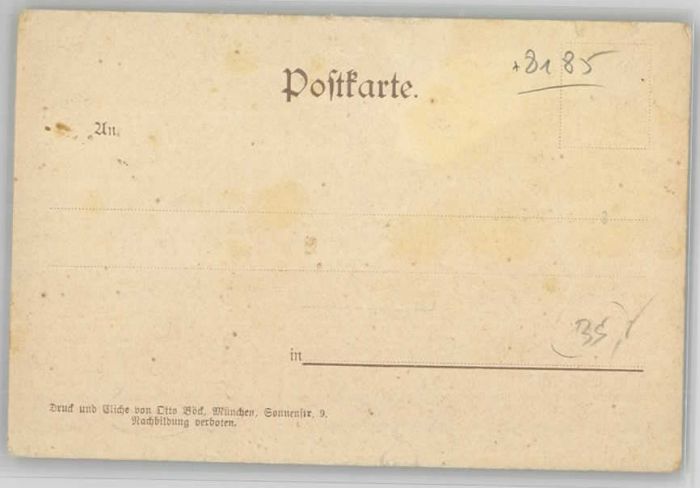 +8185
Postkarte.
An
(35)
in
Druck und Cliche von Otto Böck, München, Sonnenstr. 9.
Nachbildung verboten.